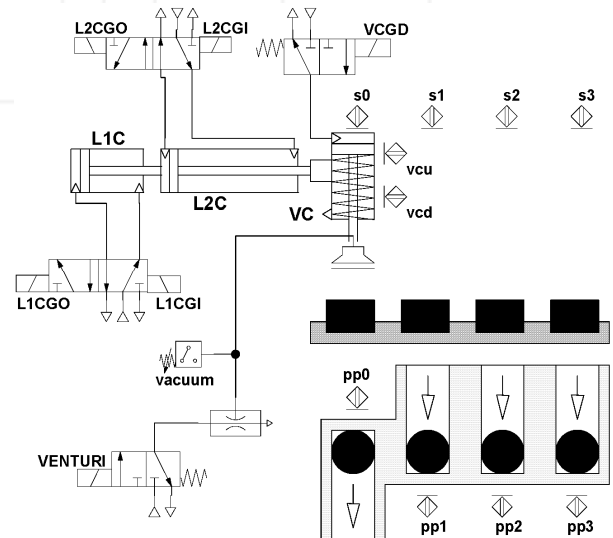 L2CGO L2CGI VCGD
s0 s1 s2 s3
L1C
vcu
L2C VC vcd
L1CGO L1CGI
vacuum
pp0
VENTURI
pp1 pp2 pp3